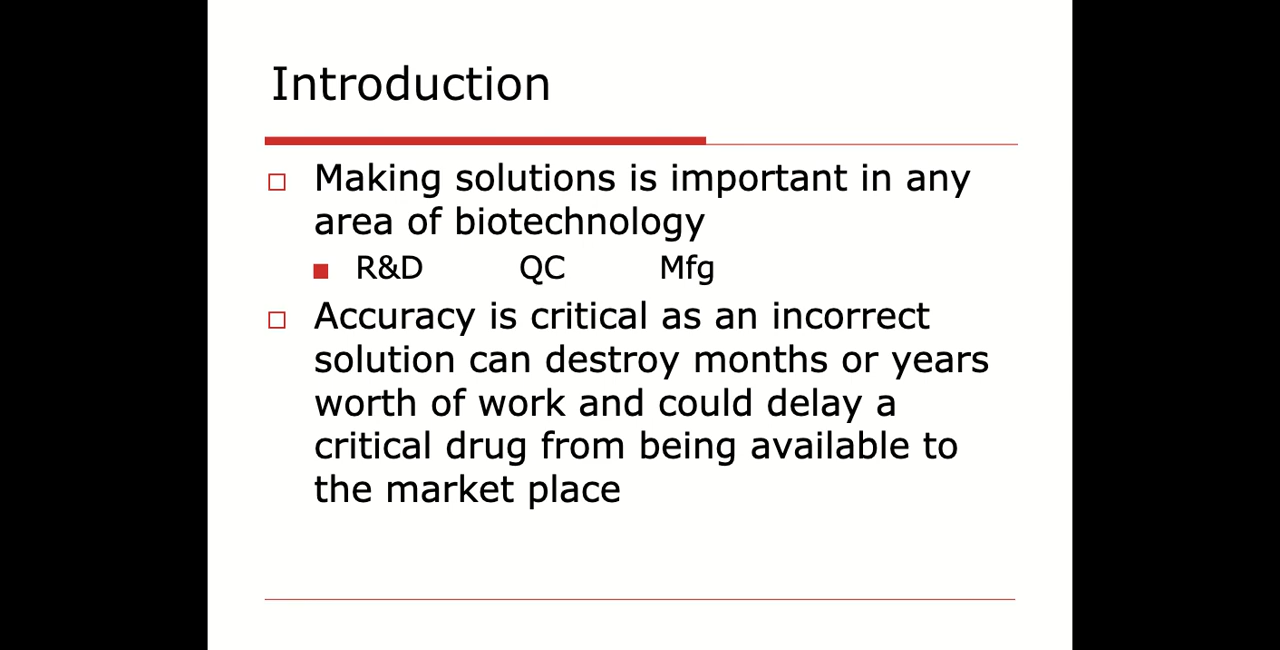 Introduction
Making solutions is important in any
area of biotechnology
R&D QC Mfg
Accuracy is critical as an incorrect
solution can destroy months or years
worth of work and could delay a
critical drug from being available to
the market place